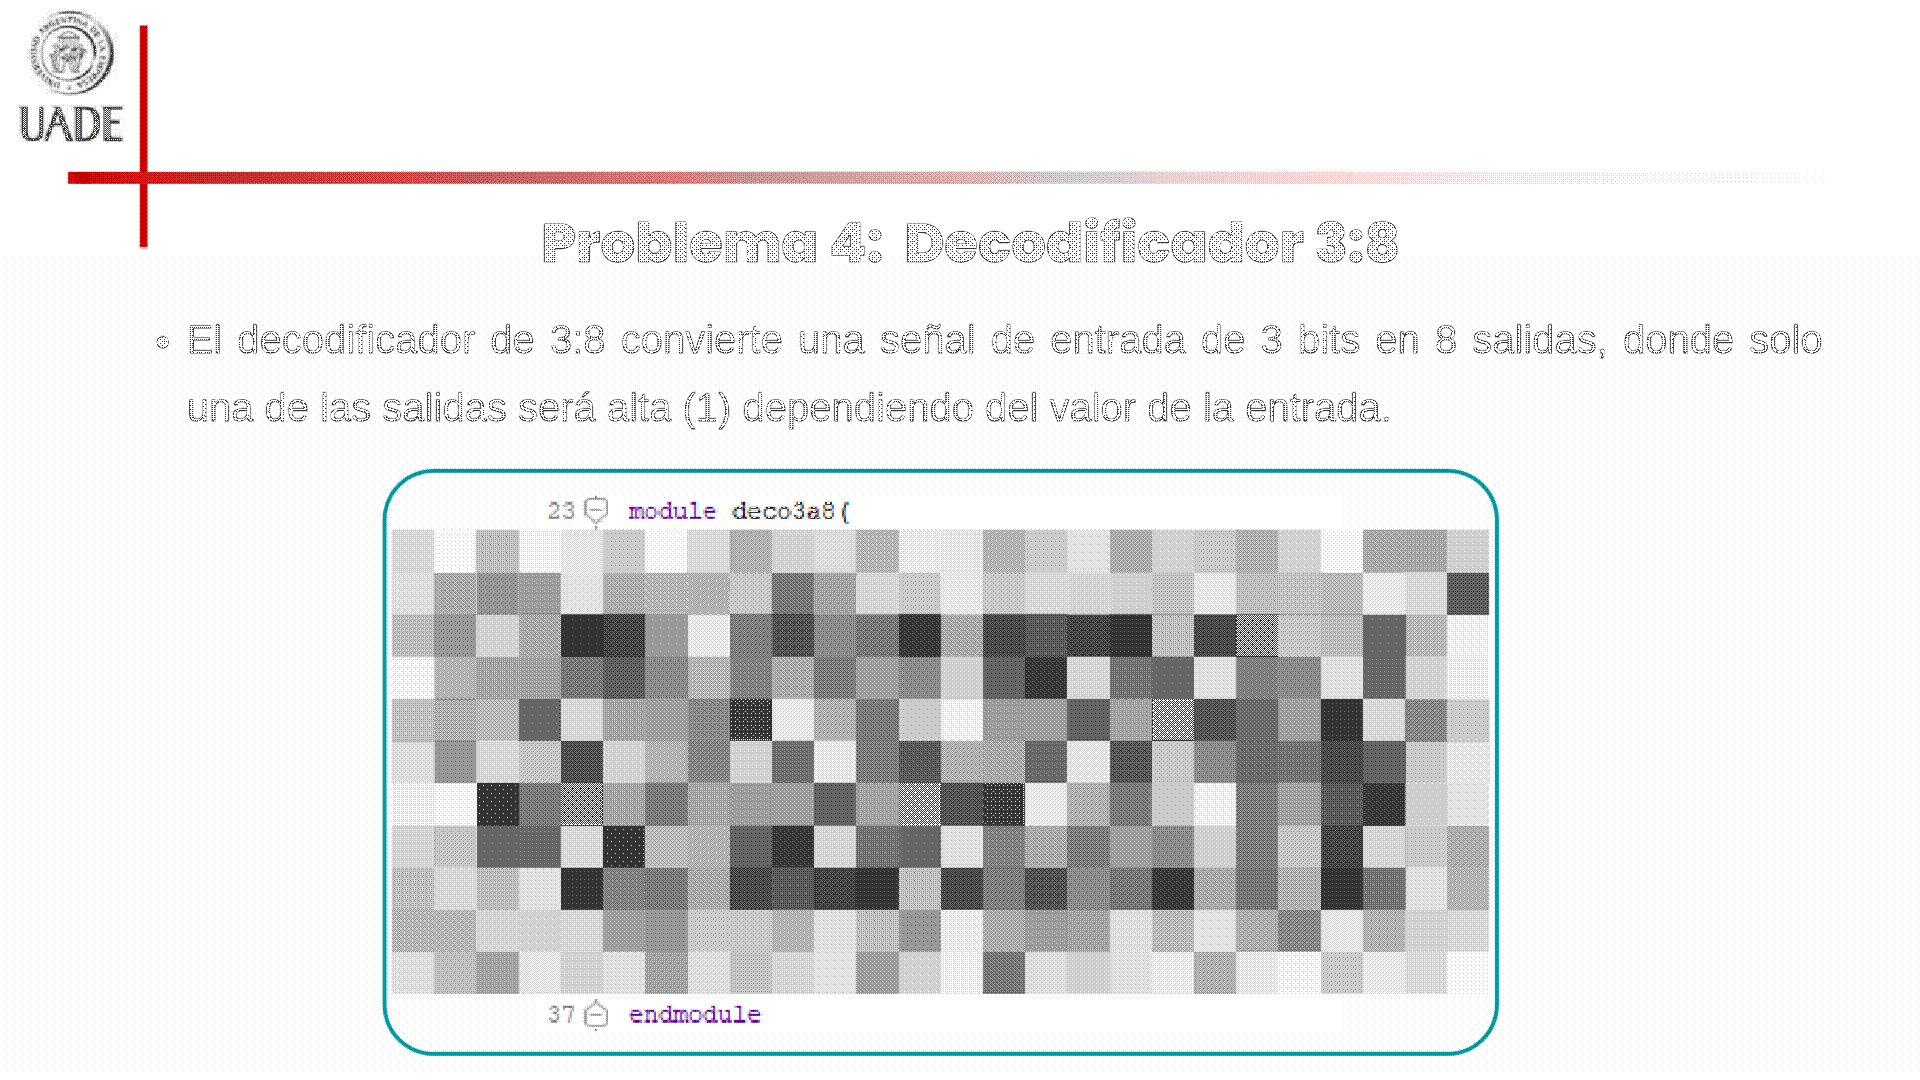 UADE
Problema 4: Decodificador 3:8
• El decodificador de 3:8 convierte una señal de entrada de 3 bits en 8 salidas, donde solo
una de las salidas será alta (1) dependiendo del valor de la entrada.
23 module deco3a8(
37 endmodule